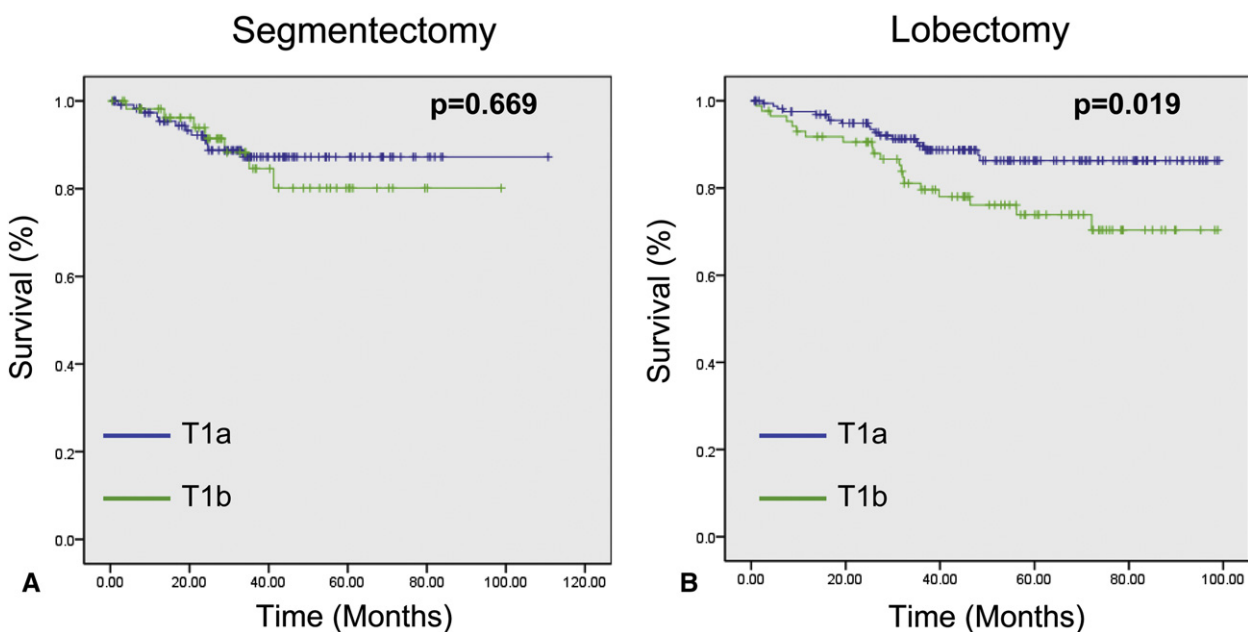 Segmentectomy
p=0.669
Survival (%)
1.0
0.8
0.6
0.4
0.2
0.0
T1a
T1b
0.00 20.00 40.00 60.00 80.00 100.00 120.00
A
Time (Months)
Lobectomy
p=0.019
Survival (%)
1.0
0.8
0.6
0.4
0.2
0.0
T1a
T1b
0.00 20.00 40.00 60.00 80.00 100.00
B
Time (Months)